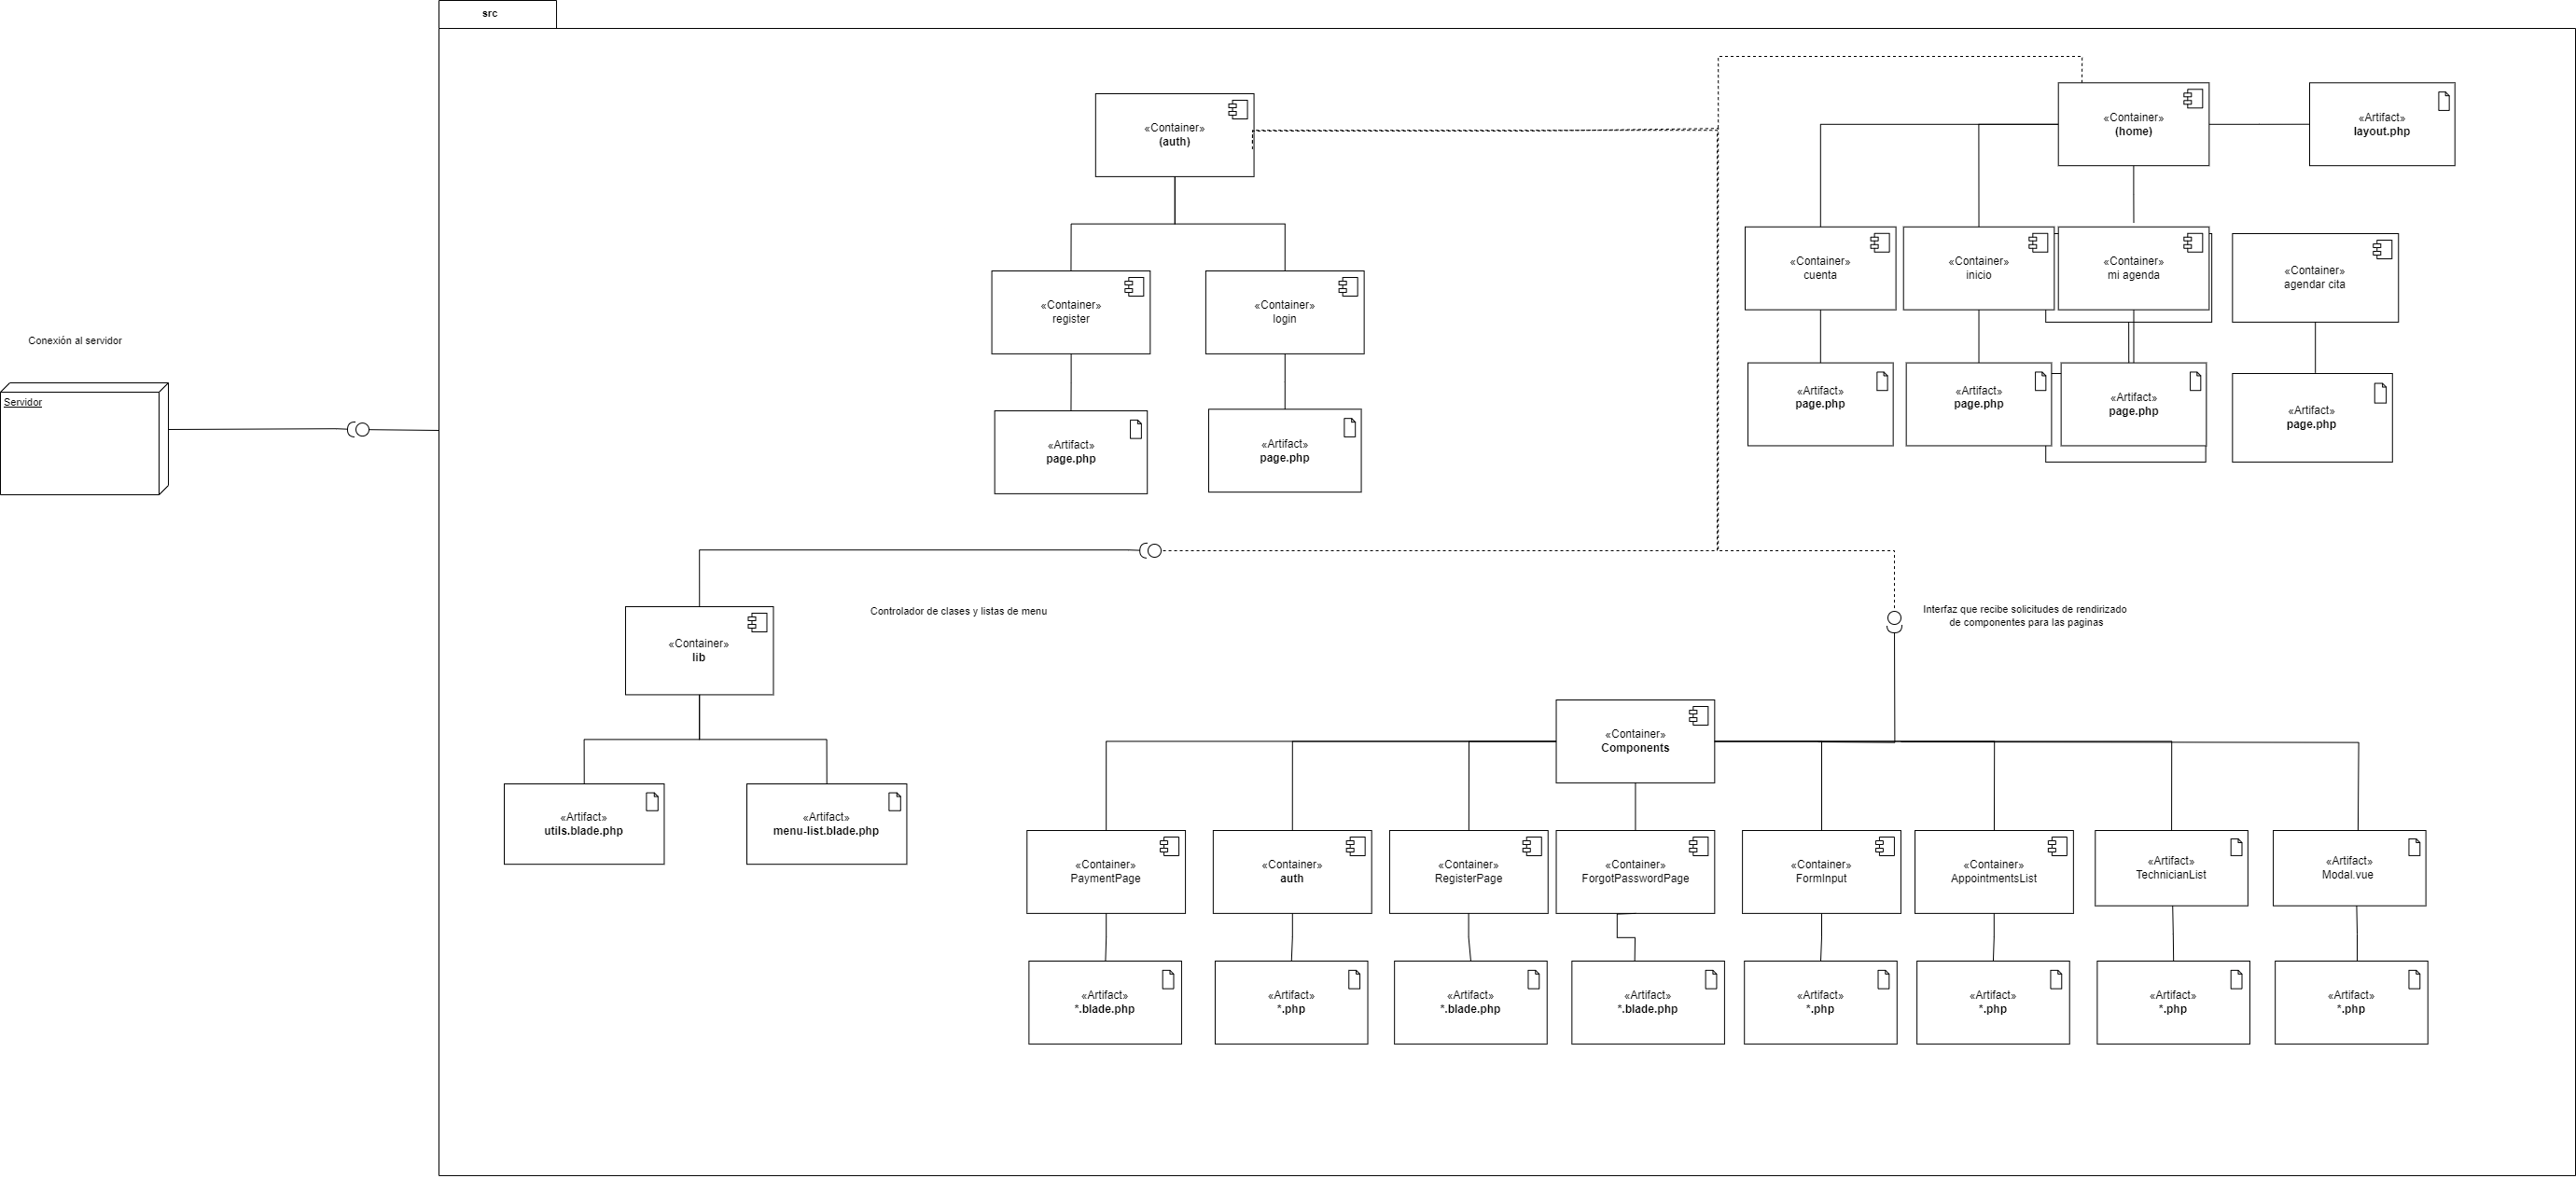 src
«Container»
(auth)
«Container»
(home)
«Artifact»
layout.php
«Container»
register
«Container»
login
«Container»
cuenta
«Container»
inicio
«Container»
mi agenda
«Container»
agendar cita
«Artifact»
page.php
«Artifact»
page.php
«Artifact»
page.php
«Artifact»
page.php
«Artifact»
page.php
«Artifact»
page.php
Conexión al servidor
Servidor
Controlador de clases y listas de menu
Interfaz que recibe solicitudes de rendirizado
de componentes para las paginas
«Container»
lib
«Artifact»
utils.blade.php
«Artifact»
menu-list.blade.php
«Container»
Components
«Container»
PaymentPage
«Container»
auth
«Container»
RegisterPage
«Container»
ForgotPasswordPage
«Container»
FormInput
«Container»
AppointmentsList
«Artifact»
TechnicianList
«Artifact»
Modal.vue
«Artifact»
*.blade.php
«Artifact»
*.php
«Artifact»
*.blade.php
«Artifact»
*.blade.php
«Artifact»
*.php
«Artifact»
*.php
«Artifact»
*.php
«Artifact»
*.php